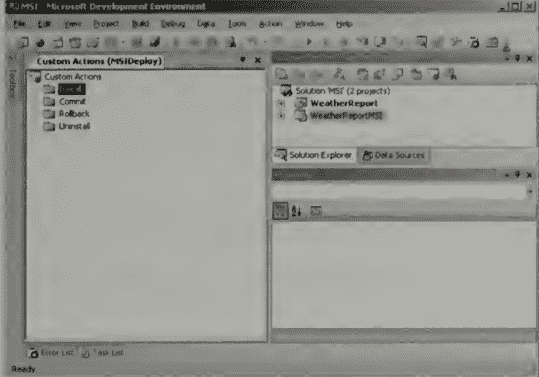 MSI - Microsoft Development Environment
File Edit View Project Build Debug Data Tools Action Window Help
Custom Actions (MSIDeploy)
Custom Actions
Install
Commit
Rollback
Uninstall
Solution 'MSI' (2 projects)
WeatherReport
WeatherReportMSI
Solution Explorer Data Sources
Error List Task List
Ready